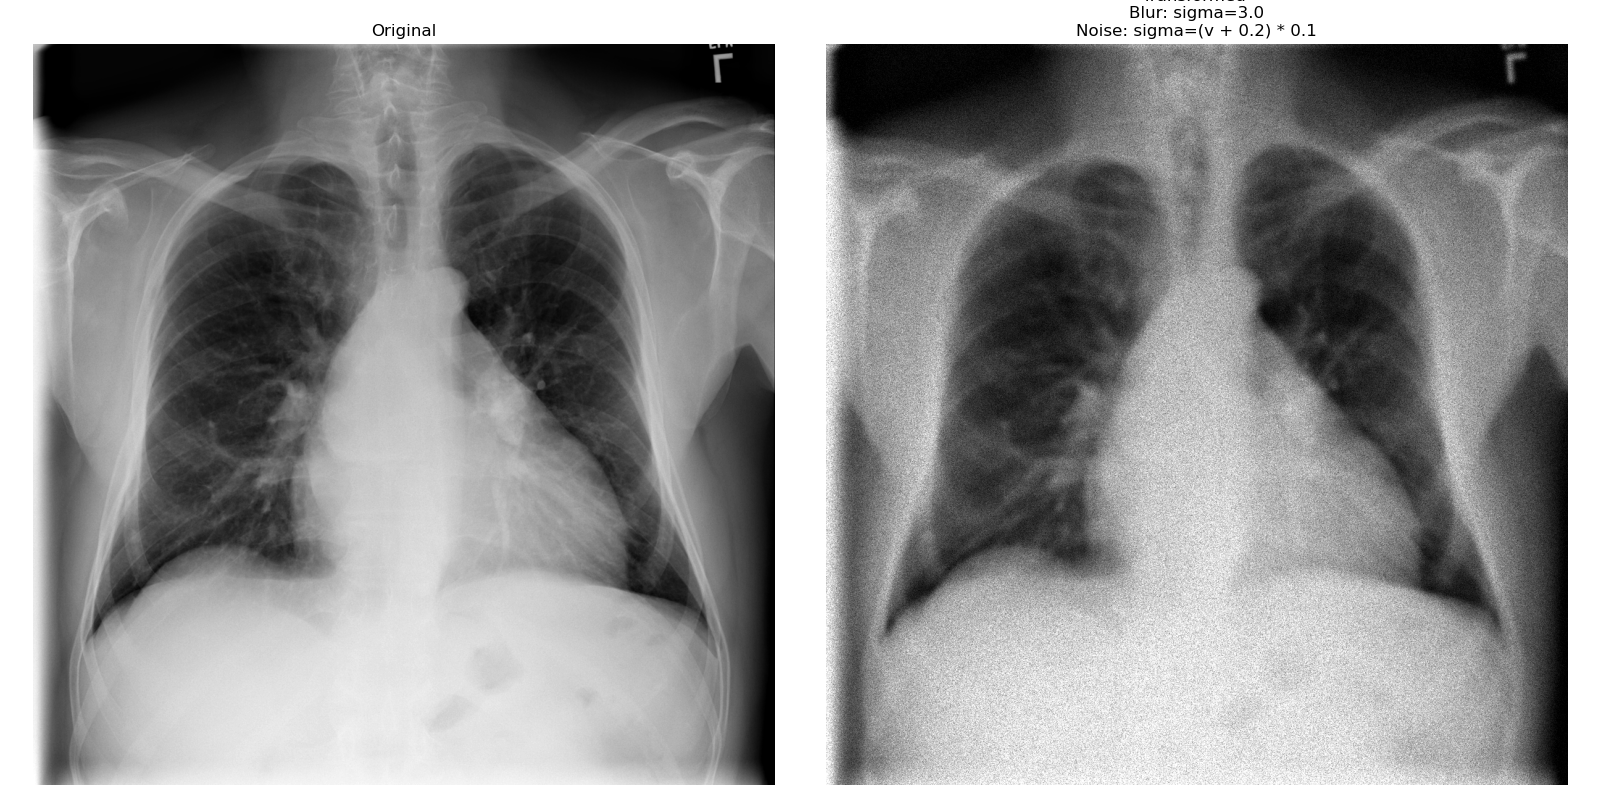 Original
Blur: sigma=3.0
Noise: sigma=(v + 0.2) * 0.1
L
L